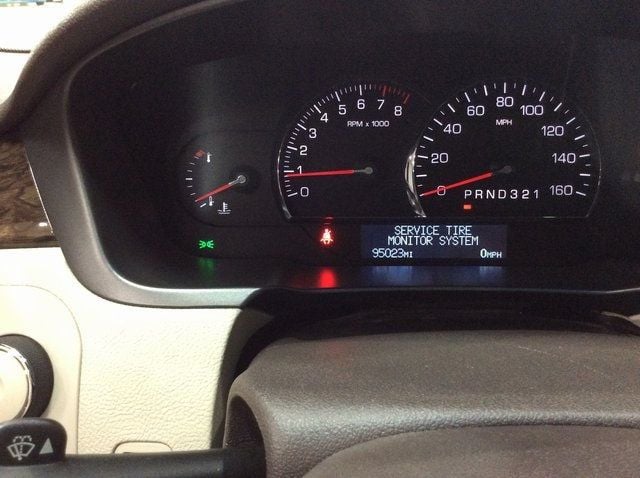 0 1 2 3 4 5 6 7 8
RPM x 1000
0 20 40 60 80 100 120 140 160
MPH
PRND321
SERVICE TIRE
MONITOR SYSTEM
95023MI 0MPH